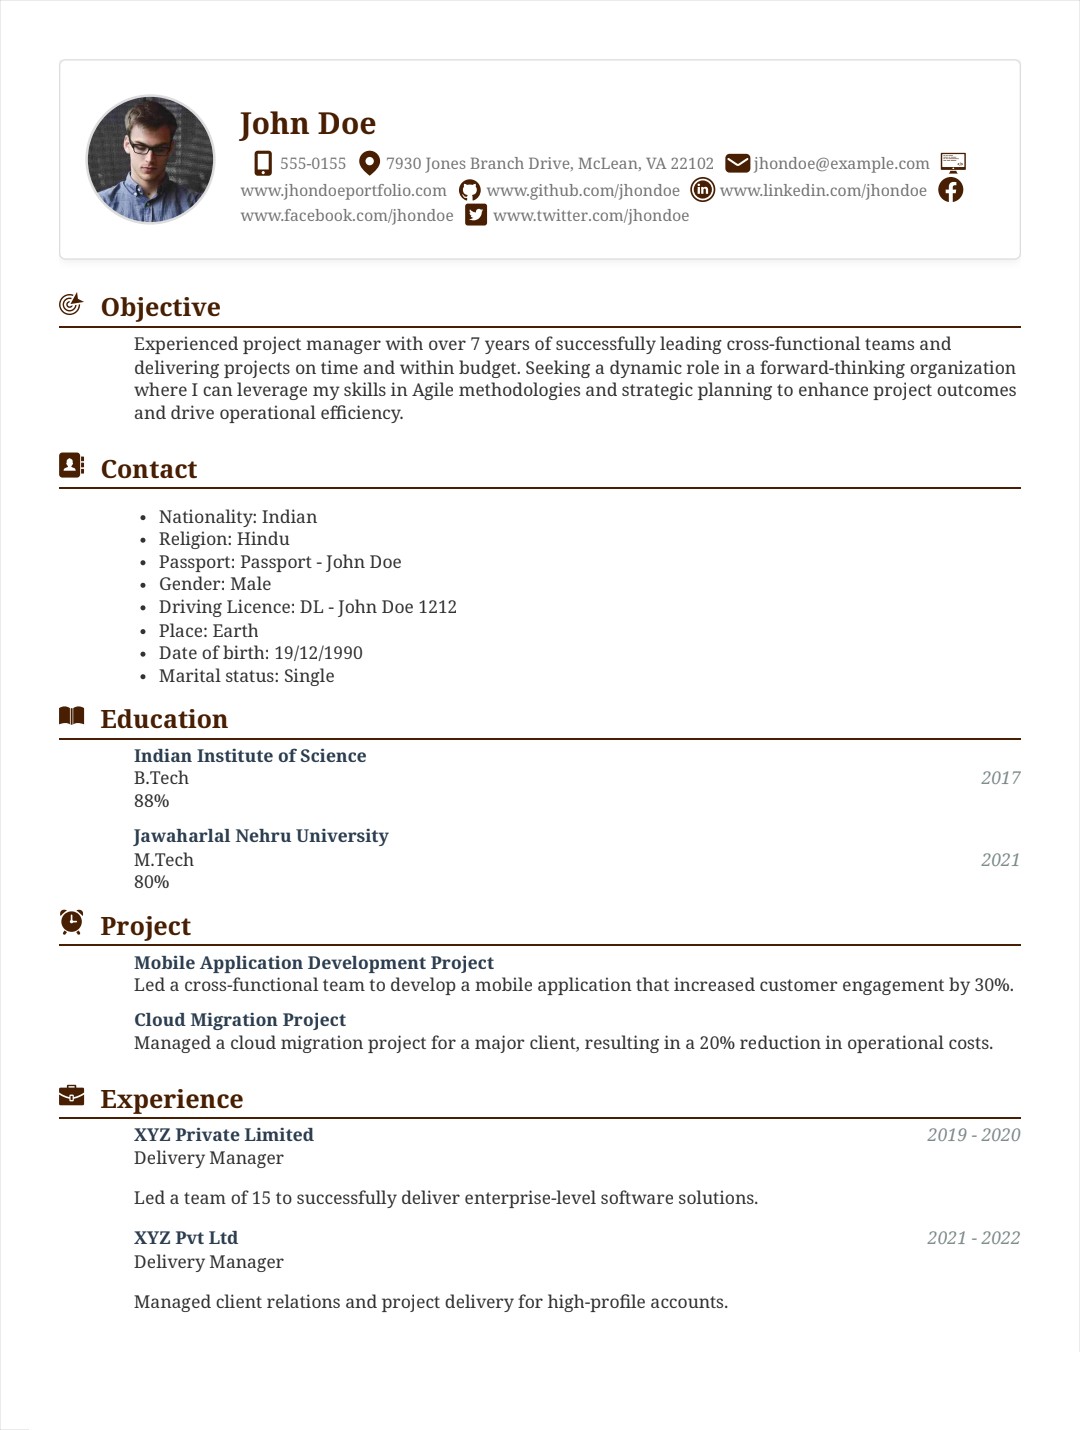 John Doe
555-0155 7930 Jones Branch Drive, McLean, VA 22102 jhondoe@example.com
www.jhondoeportfolio.com www.github.com/jhondoe www.linkedin.com/jhondoe
www.facebook.com/jhondoe www.twitter.com/jhondoe
Objective
Experienced project manager with over 7 years of successfully leading cross-functional teams and
delivering projects on time and within budget. Seeking a dynamic role in a forward-thinking organization
where I can leverage my skills in Agile methodologies and strategic planning to enhance project outcomes
and drive operational efficiency.
Contact
• Nationality: Indian
• Religion: Hindu
• Passport: Passport - John Doe
• Gender: Male
• Driving Licence: DL - John Doe 1212
• Place: Earth
• Date of birth: 19/12/1990
• Marital status: Single
Education
Indian Institute of Science
B.Tech 2017
88%
Jawaharlal Nehru University
M.Tech 2021
80%
Project
Mobile Application Development Project
Led a cross-functional team to develop a mobile application that increased customer engagement by 30%.
Cloud Migration Project
Managed a cloud migration project for a major client, resulting in a 20% reduction in operational costs.
Experience
XYZ Private Limited 2019 - 2020
Delivery Manager
Led a team of 15 to successfully deliver enterprise-level software solutions.
XYZ Pvt Ltd 2021 - 2022
Delivery Manager
Managed client relations and project delivery for high-profile accounts.